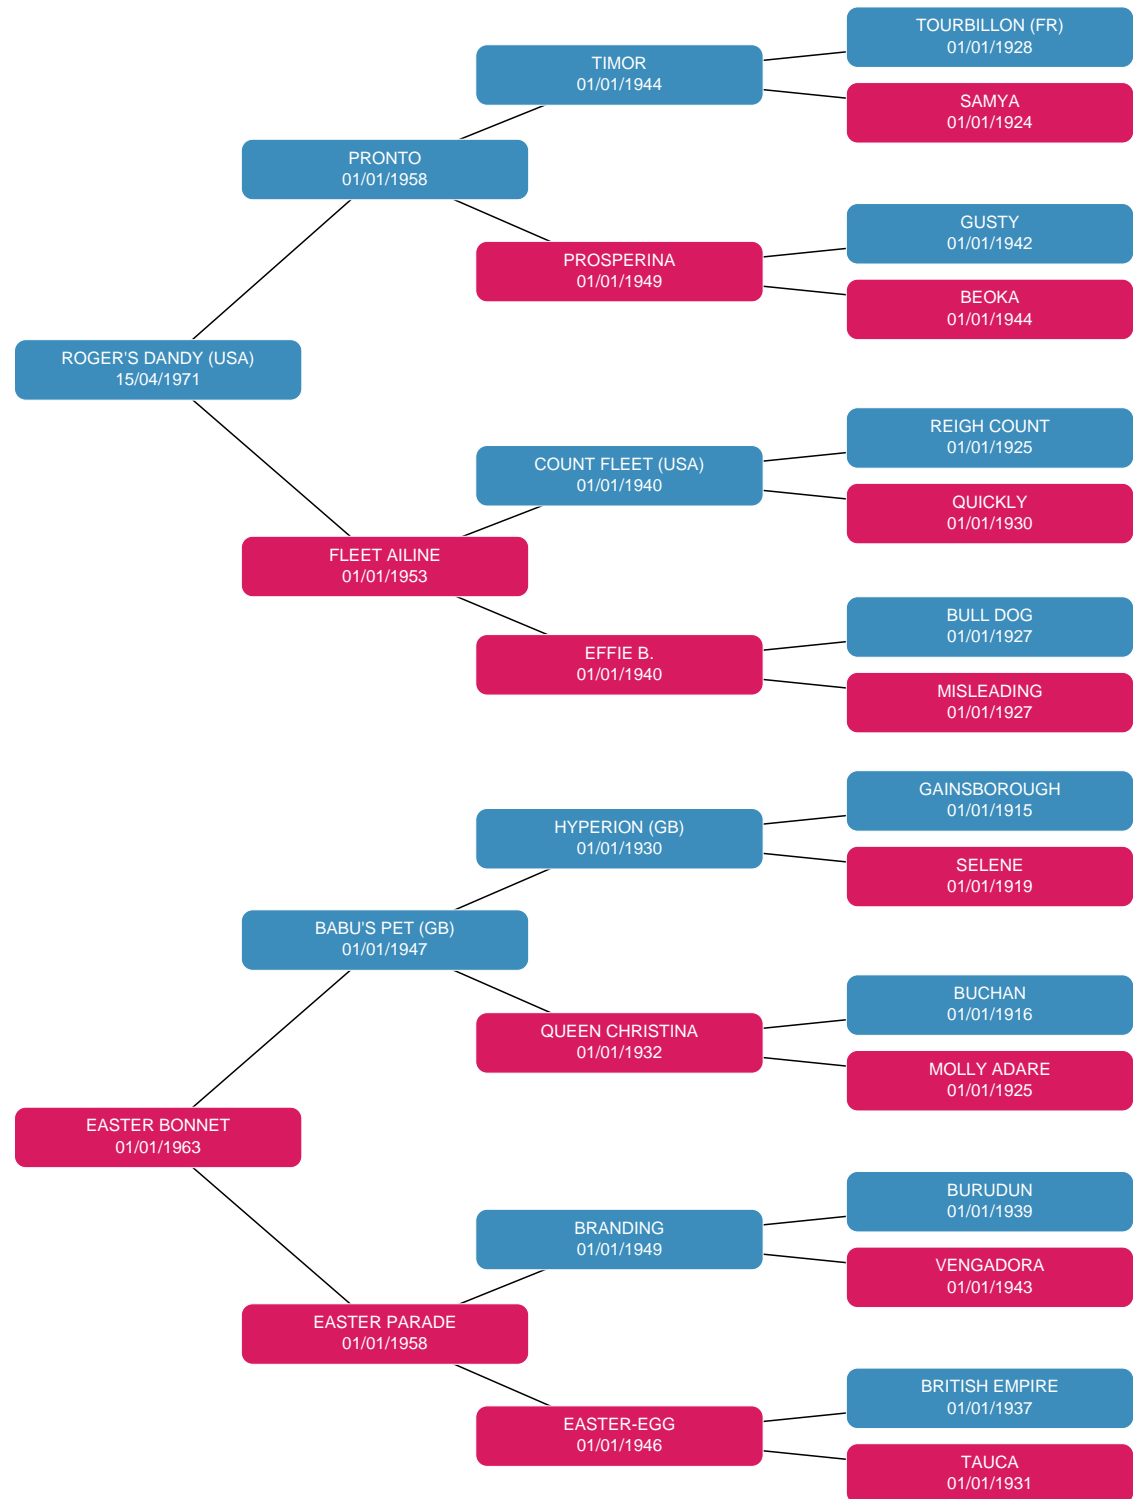 TOURBILLON (FR)
01/01/1928
TIMOR
01/01/1944
SAMYA
01/01/1924
PRONTO
01/01/1958
GUSTY
01/01/1942
PROSPERINA
01/01/1949
BEOKA
01/01/1944
ROGER'S DANDY (USA)
15/04/1971
REIGH COUNT
01/01/1925
COUNT FLEET (USA)
01/01/1940
QUICKLY
01/01/1930
FLEET AILINE
01/01/1953
BULL DOG
01/01/1927
EFFIE B.
01/01/1940
MISLEADING
01/01/1927
GAINSBOROUGH
01/01/1915
HYPERION (GB)
01/01/1930
SELENE
01/01/1919
BABU'S PET (GB)
01/01/1947
BUCHAN
01/01/1916
QUEEN CHRISTINA
01/01/1932
MOLLY ADARE
01/01/1925
EASTER BONNET
01/01/1963
BURUDUN
01/01/1939
BRANDING
01/01/1949
VENGADORA
01/01/1943
EASTER PARADE
01/01/1958
BRITISH EMPIRE
01/01/1937
EASTER-EGG
01/01/1946
TAUCA
01/01/1931